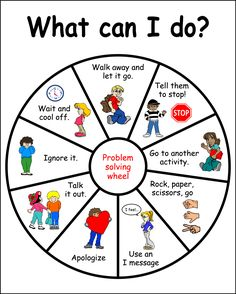 What can I do?
Walk away and
let it go.
Tell them
to stop!
STOP
Go to another
activity.
Rock, paper,
scissors, go
Use an
I message
I feel...
Apologize
Talk
it out.
Ignore it.
Wait and
cool off.
Problem
solving
wheel